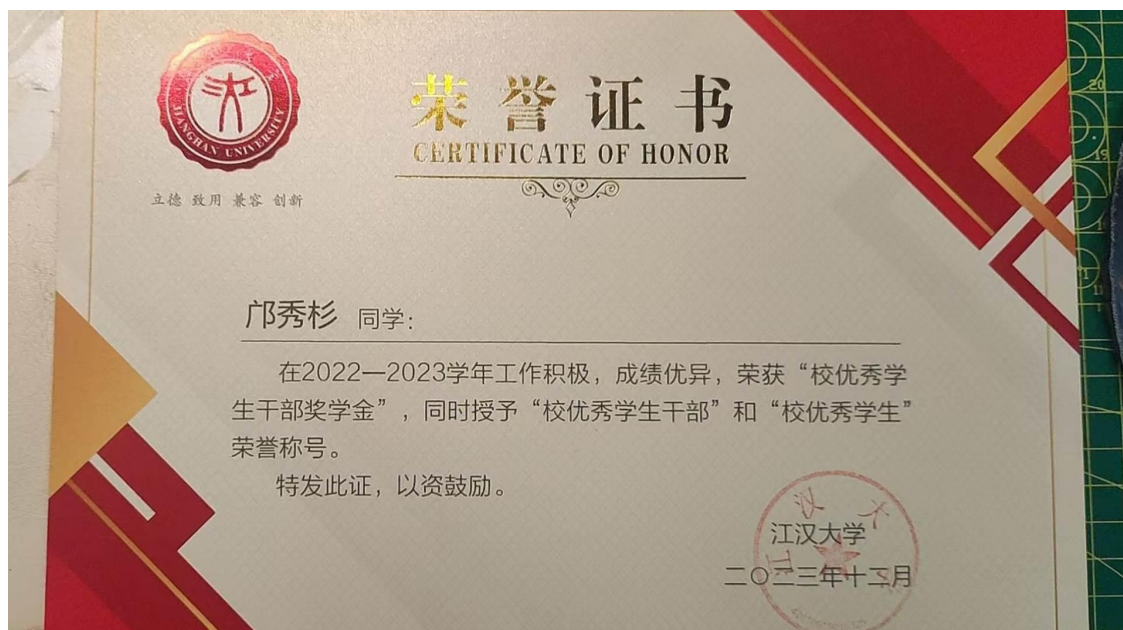 JIANGHAN UNIVERSITY
立德 致用 兼容 创新
荣誉证书
CERTIFICATE OF HONOR
邝秀杉 同学：
在2022—2023学年工作积极，成绩优异，荣获“校优秀学
生干部奖学金”，同时授予“校优秀学生干部”和“校优秀学生”
荣誉称号。
特发此证，以资鼓励。
江汉大学
二〇二三年十二月